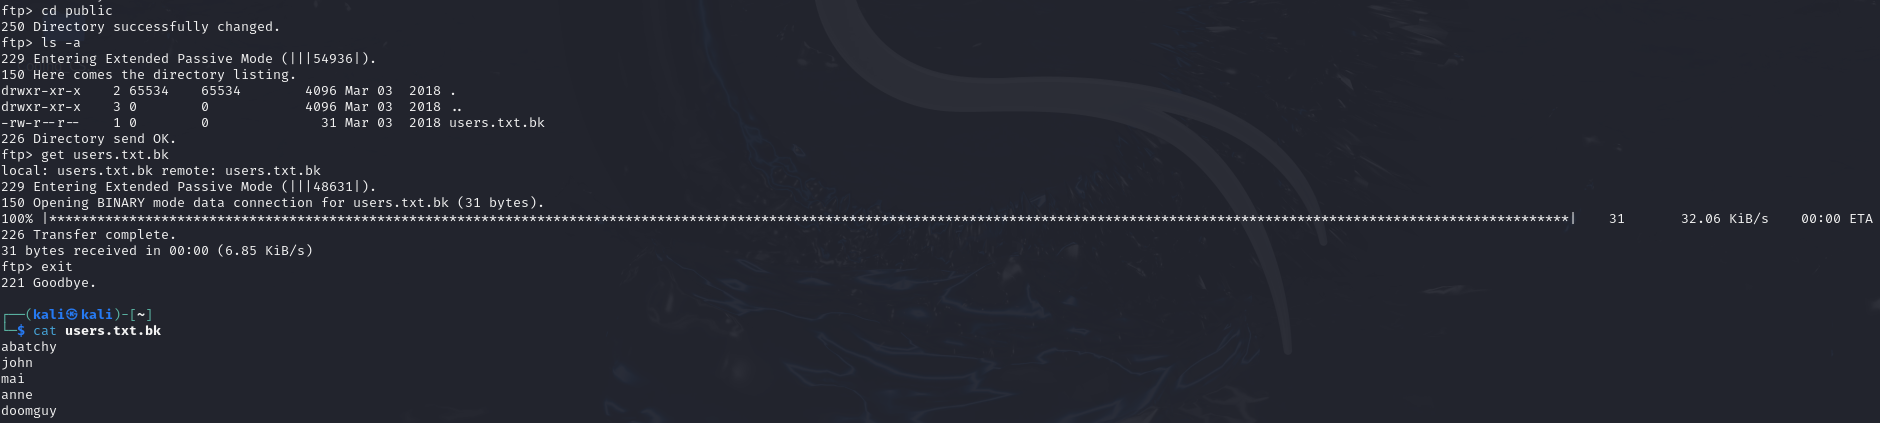 ftp> cd public
250 Directory successfully changed.
ftp> ls -a
229 Entering Extended Passive Mode (|||54936|).
150 Here comes the directory listing.
drwxr-xr-x    2 65534    65534        4096 Mar 03  2018 .
drwxr-xr-x    3 0        0            4096 Mar 03  2018 ..
-rw-r--r--    1 0        0              31 Mar 03  2018 users.txt.bk
226 Directory send OK.
ftp> get users.txt.bk
local: users.txt.bk remote: users.txt.bk
229 Entering Extended Passive Mode (|||48631|).
150 Opening BINARY mode data connection for users.txt.bk (31 bytes).
100% |**********************************************************************************************************************************************************************************************| 31 32.06 KiB/s 00:00 ETA
226 Transfer complete.
31 bytes received in 00:00 (6.85 KiB/s)
ftp> exit
221 Goodbye.
┌──(kali㉿kali)-[~]
└─$ cat users.txt.bk
abatchy
john
mai
anne
doomguy